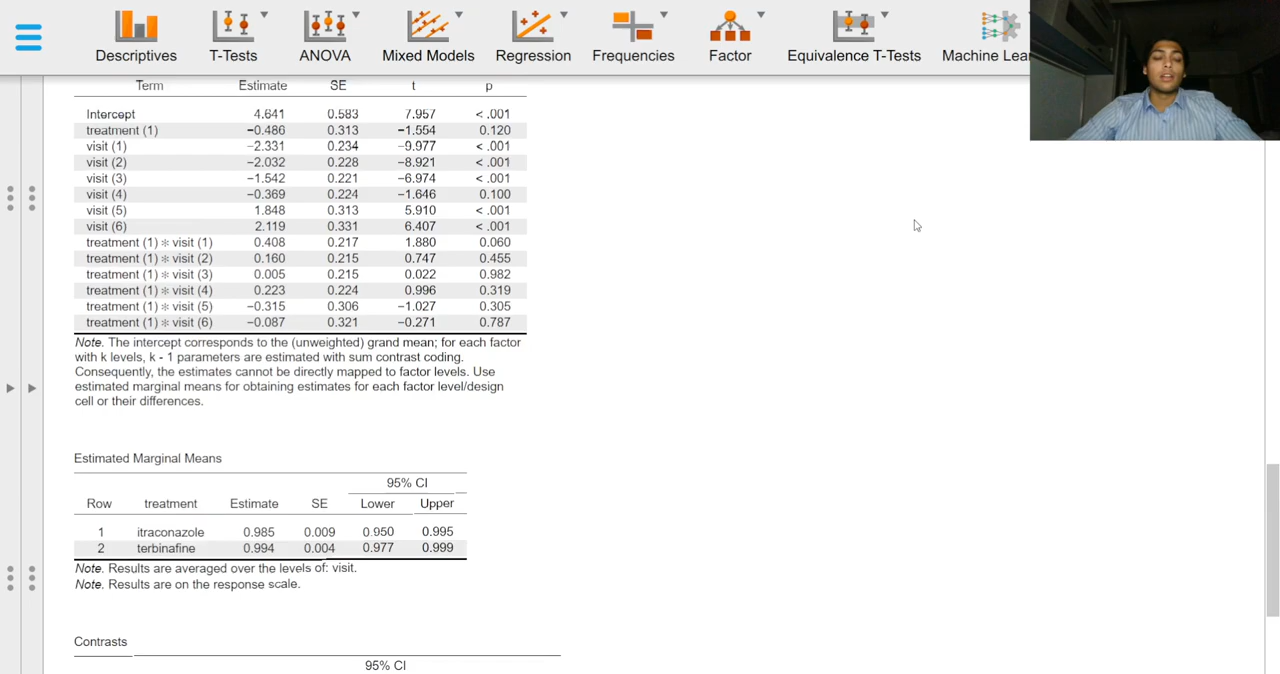 Descriptives T-Tests ANOVA Mixed Models Regression Frequencies Factor Equivalence T-Tests Machine
Term Estimate SE t p
Intercept 4.641 0.583 7.957 < .001
treatment (1) −0.486 0.313 −1.554 0.120
visit (1) −2.331 0.234 −9.977 < .001
visit (2) −2.032 0.228 −8.921 < .001
visit (3) −1.542 0.221 −6.974 < .001
visit (4) −0.369 0.224 −1.646 0.100
visit (5) 1.848 0.313 5.910 < .001
visit (6) 2.119 0.331 6.407 < .001
treatment (1) ✻ visit (1) 0.408 0.217 1.880 0.060
treatment (1) ✻ visit (2) 0.160 0.215 0.747 0.455
treatment (1) ✻ visit (3) 0.005 0.215 0.022 0.982
treatment (1) ✻ visit (4) 0.223 0.224 0.996 0.319
treatment (1) ✻ visit (5) −0.315 0.306 −1.027 0.305
treatment (1) ✻ visit (6) −0.087 0.321 −0.271 0.787
Note. The intercept corresponds to the (unweighted) grand mean; for each factor
with k levels, k - 1 parameters are estimated with sum contrast coding.
Consequently, the estimates cannot be directly mapped to factor levels. Use
estimated marginal means for obtaining estimates for each factor level/design
cell or their differences.
Estimated Marginal Means
95% CI
Row treatment Estimate SE Lower Upper
1 itraconazole 0.985 0.009 0.950 0.995
2 terbinafine 0.994 0.004 0.977 0.999
Note. Results are averaged over the levels of: visit.
Note. Results are on the response scale.
Contrasts
95% CI